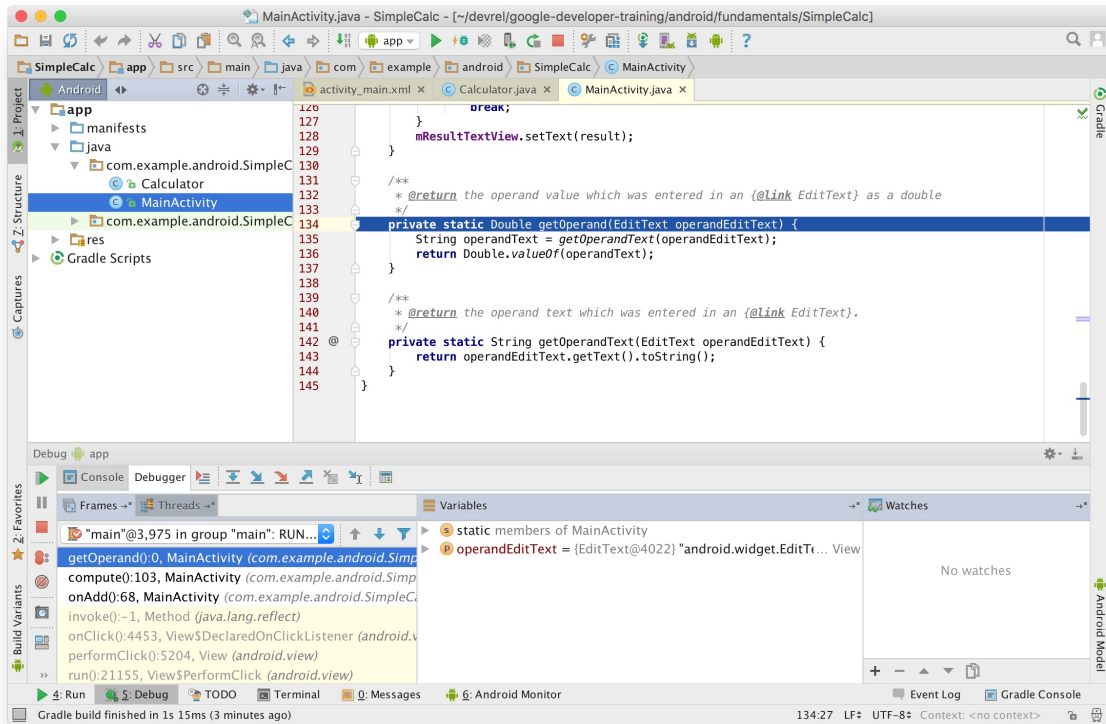 MainActivity.java - SimpleCalc - [~/devrel/google-developer-training/android/fundamentals/SimpleCalc]
app
SimpleCalc app src main java com example android SimpleCalc MainActivity
1: Project
Z: Structure
Captures
2: Favorites
Build Variants
Android
app
manifests
java
com.example.android.SimpleC
Calculator
MainActivity
com.example.android.SimpleC
res
Gradle Scripts
activity_main.xml × Calculator.java × MainActivity.java ×
126 break;
127 }
128 mResultTextView.setText(result);
129 }
130
131 /**
132 * @return the operand value which was entered in an {@link EditText} as a double
133 */
134 private static Double getOperand(EditText operandEditText) {
135 String operandText = getOperandText(operandEditText);
136 return Double.valueOf(operandText);
137 }
138
139 /**
140 * @return the operand text which was entered in an {@link EditText}.
141 */
142 @ private static String getOperandText(EditText operandEditText) {
143 return operandEditText.getText().toString();
144 }
145 }
Gradle
Android Model
Debug app
Console Debugger
Frames Threads
"main"@3,975 in group "main": RUN...
getOperand():0, MainActivity (com.example.android.Simp
compute():103, MainActivity (com.example.android.Simp
onAdd():68, MainActivity (com.example.android.SimpleCa
invoke():-1, Method (java.lang.reflect)
onClick():4453, View$DeclaredOnClickListener (android.v
performClick():5204, View (android.view)
run():21155, View$PerformClick (android.view)
Variables
static members of MainActivity
operandEditText = {EditText@4022} "android.widget.EditTe... View
Watches
No watches
4: Run 5: Debug TODO Terminal 0: Messages 6: Android Monitor Event Log Gradle Console
Gradle build finished in 1s 15ms (3 minutes ago) 134:27 LF÷ UTF-8÷ Context: <no context>